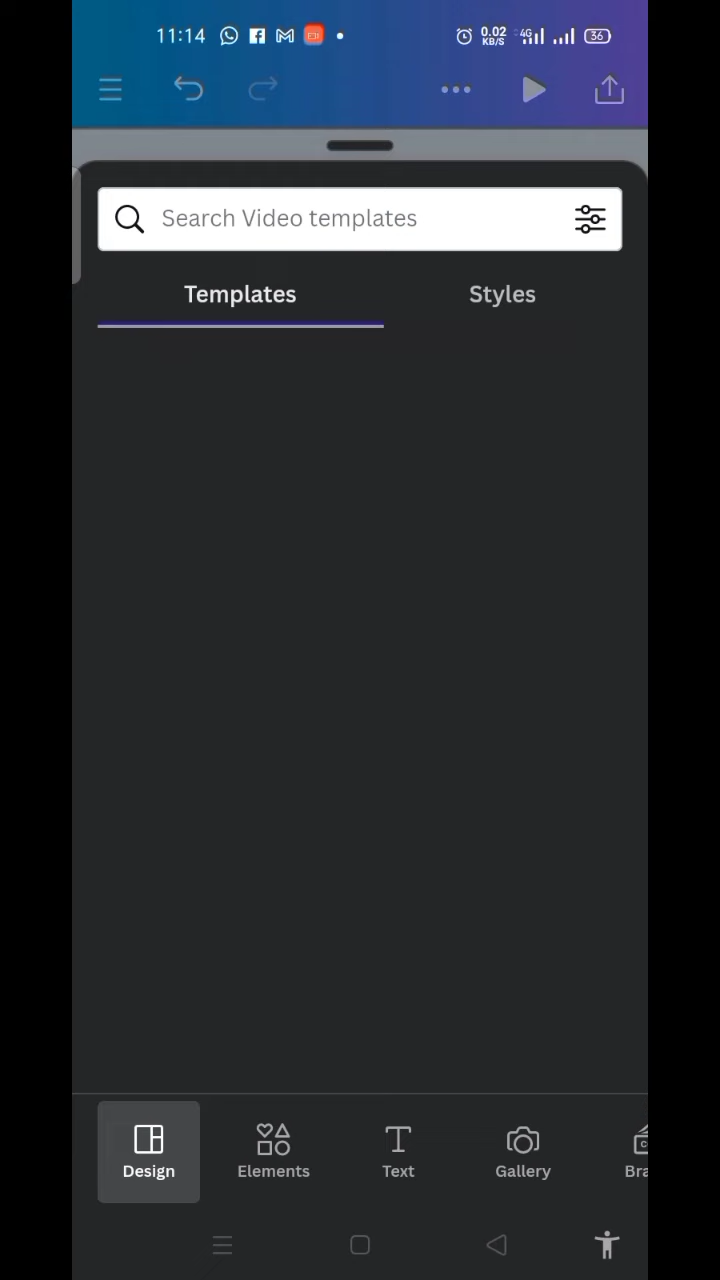 11:14
0.02
KB/S
4G
36
Search Video templates
Templates
Styles
Design
Elements
Text
Gallery
Bra